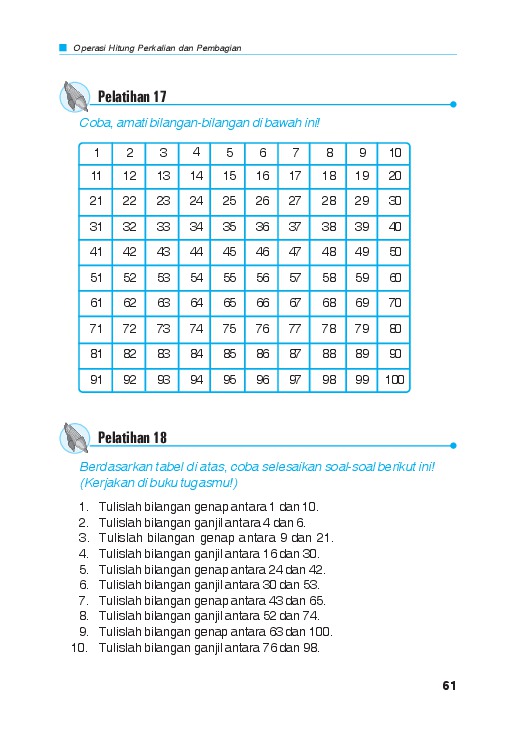 Operasi Hitung Perkalian dan Pembagian
Pelatihan 17
Coba, amati bilangan-bilangan di bawah ini!
1 2 3 4 5 6 7 8 9 10
11 12 13 14 15 16 17 18 19 20
21 22 23 24 25 26 27 28 29 30
31 32 33 34 35 36 37 38 39 40
41 42 43 44 45 46 47 48 49 50
51 52 53 54 55 56 57 58 59 60
61 62 63 64 65 66 67 68 69 70
71 72 73 74 75 76 77 78 79 80
81 82 83 84 85 86 87 88 89 90
91 92 93 94 95 96 97 98 99 100
Pelatihan 18
Berdasarkan tabel di atas, coba selesaikan soal-soal berikut ini!
(Kerjakan di buku tugasmu!)
1. Tulislah bilangan genap antara 1 dan 10.
2. Tulislah bilangan ganjil antara 4 dan 6.
3. Tulislah bilangan genap antara 9 dan 21.
4. Tulislah bilangan ganjil antara 16 dan 30.
5. Tulislah bilangan genap antara 24 dan 42.
6. Tulislah bilangan ganjil antara 30 dan 53.
7. Tulislah bilangan genap antara 43 dan 65.
8. Tulislah bilangan ganjil antara 52 dan 74.
9. Tulislah bilangan genap antara 63 dan 100.
10. Tulislah bilangan ganjil antara 76 dan 98.
61